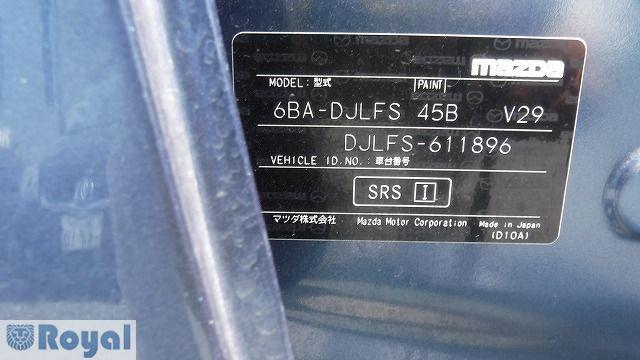 mazda
MODEL: 型式 PAINT
6BA-DJLFS 45B V29
DJLFS-611896
VEHICLE ID.NO.: 車台番号
SRS I
マツダ株式会社 Mazda Motor Corporation Made in Japan
(D10A)
Royal